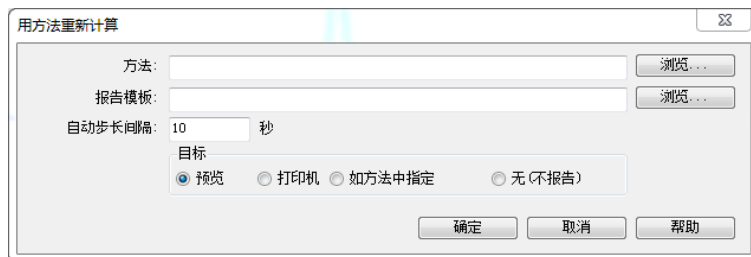 用方法重新计算
方法: 浏览...
报告模板: 浏览...
自动步长间隔: 10 秒
目标
预览 打印机 如方法中指定 无(不报告)
确定 取消 帮助